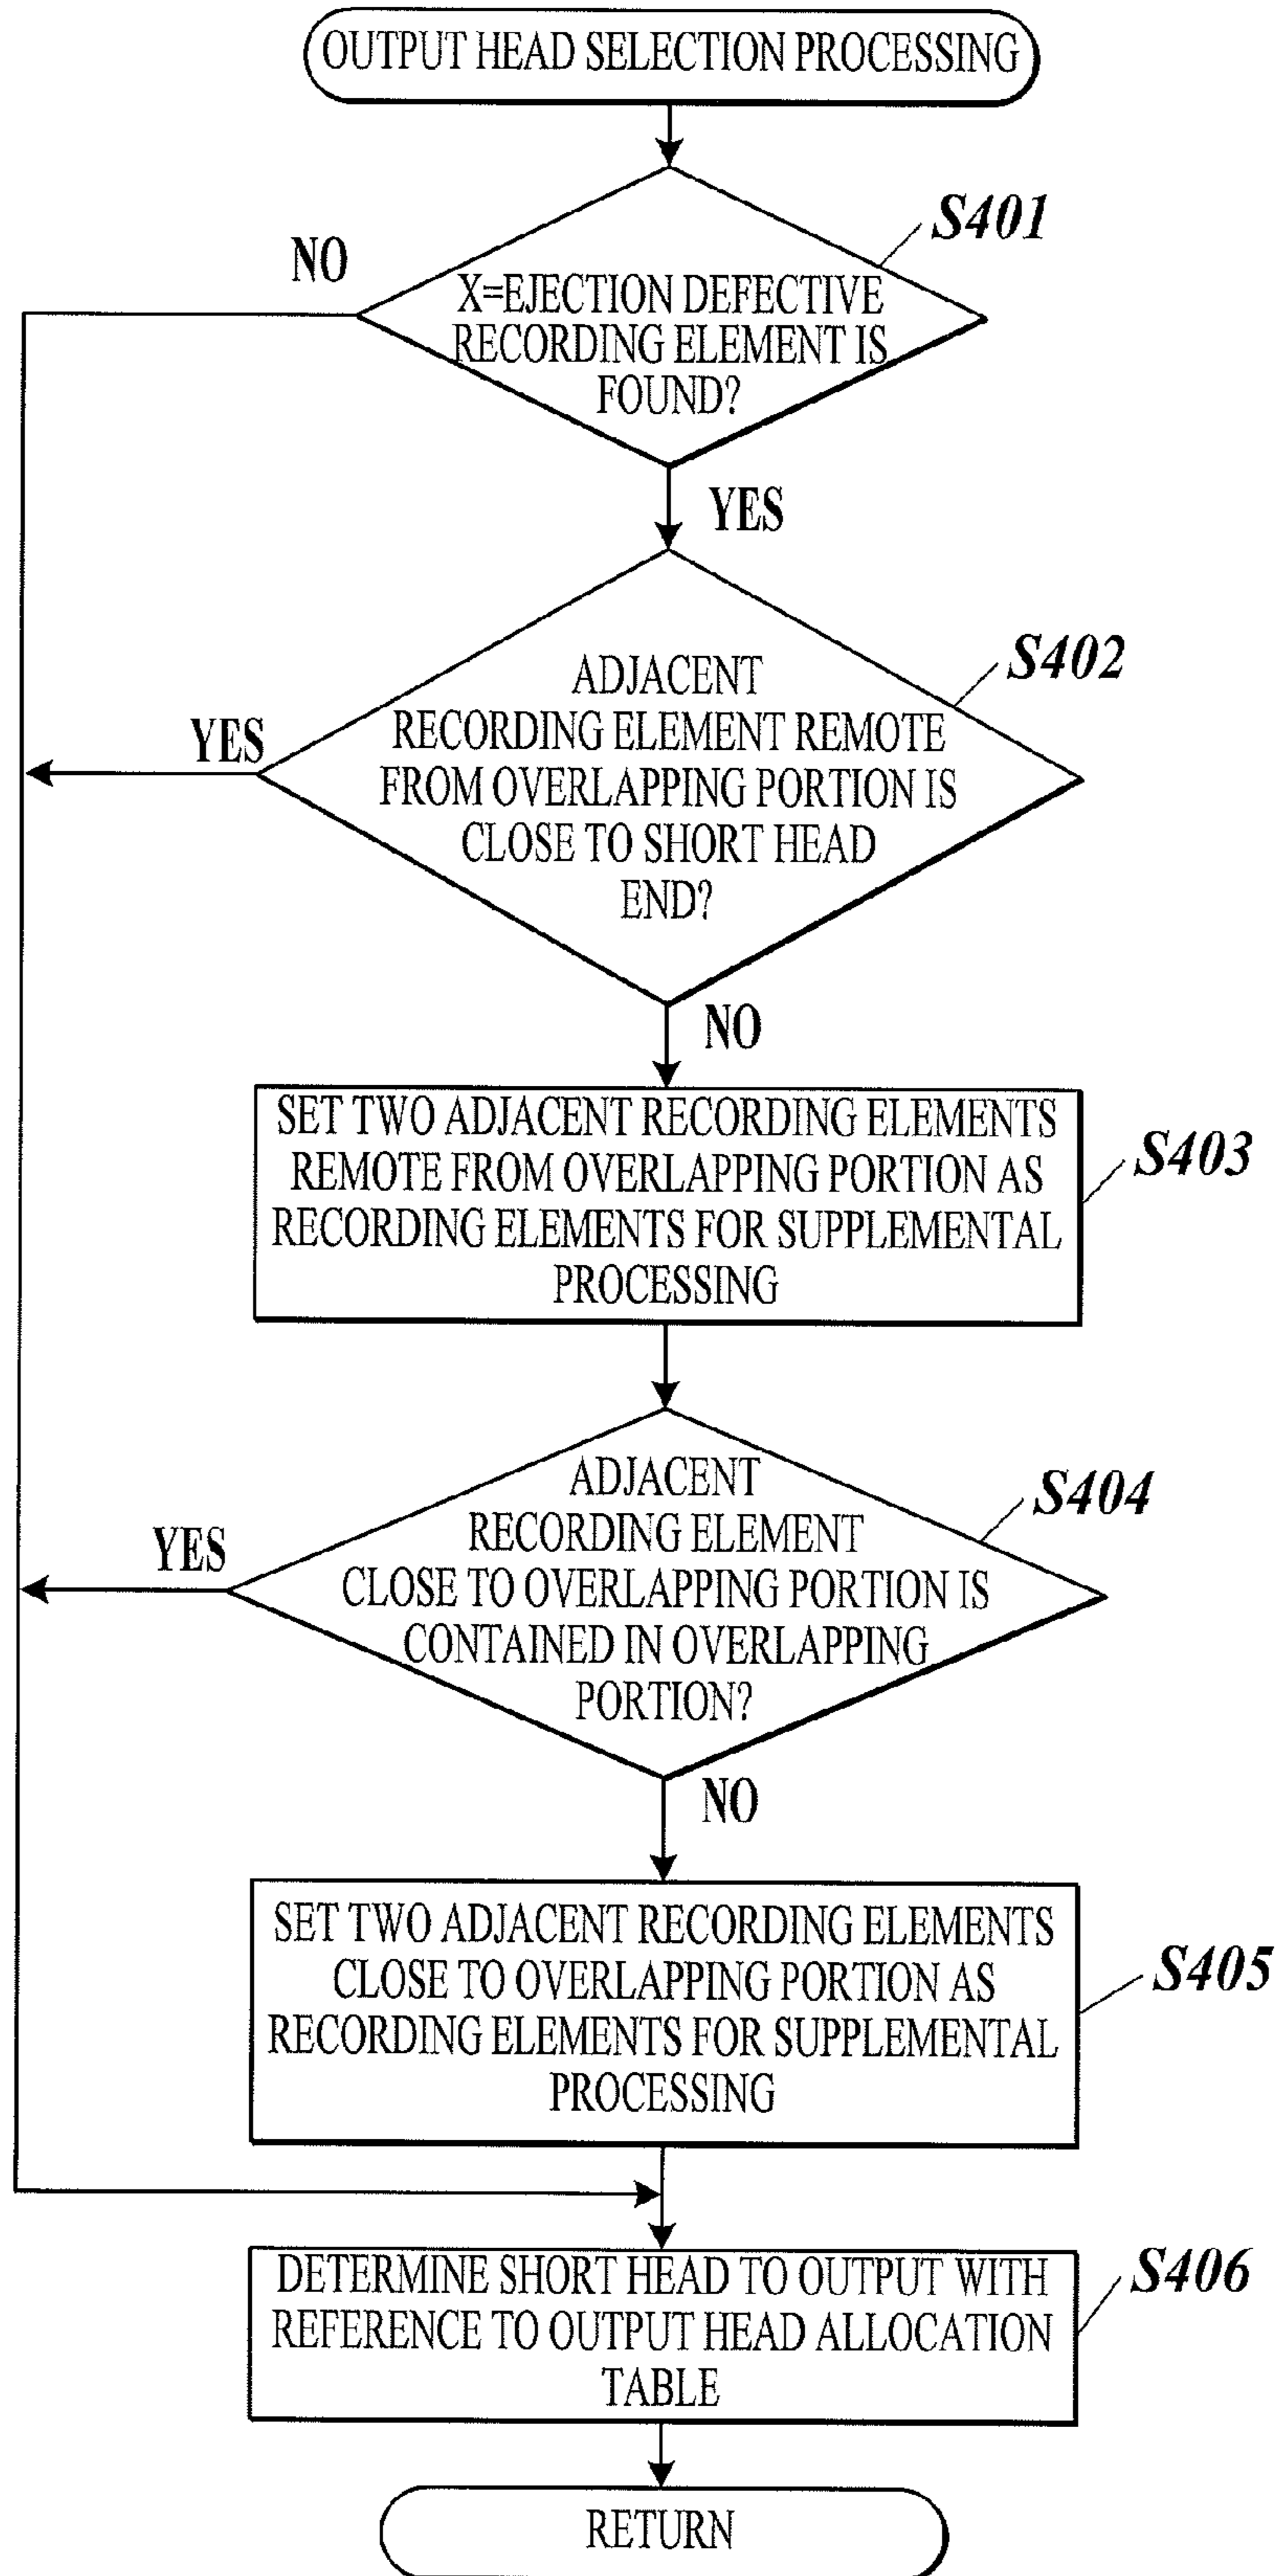 OUTPUT HEAD SELECTION PROCESSING
S401
NO
X=EJECTION DEFECTIVE
RECORDING ELEMENT IS
FOUND?
YES
S402
ADJACENT
RECORDING ELEMENT REMOTE
FROM OVERLAPPING PORTION IS
CLOSE TO SHORT HEAD
END?
YES
NO
SET TWO ADJACENT RECORDING ELEMENTS
REMOTE FROM OVERLAPPING PORTION AS
RECORDING ELEMENTS FOR SUPPLEMENTAL
PROCESSING
S403
ADJACENT
RECORDING ELEMENT
CLOSE TO OVERLAPPING PORTION IS
CONTAINED IN OVERLAPPING
PORTION?
S404
YES
NO
SET TWO ADJACENT RECORDING ELEMENTS
CLOSE TO OVERLAPPING PORTION AS
RECORDING ELEMENTS FOR SUPPLEMENTAL
PROCESSING
S405
DETERMINE SHORT HEAD TO OUTPUT WITH
REFERENCE TO OUTPUT HEAD ALLOCATION
TABLE
S406
RETURN